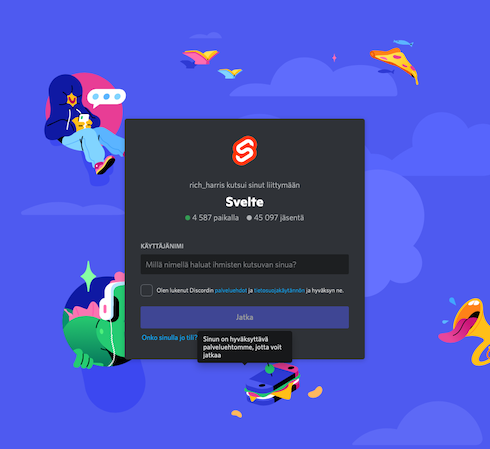 rich_harris kutsui sinut liittymään
Svelte
4 587 paikalla 45 097 jäsentä
KÄYTTÄJÄNIMI
Millä nimellä haluat ihmisten kutsuvan sinua?
Olen lukenut Discordin palveluehdot ja tietosuojakäytännön ja hyväksyn ne.
Jatka
Onko sinulla jo tili?
Sinun on hyväksyttävä
palveluehtomme, jotta voit
jatkaa